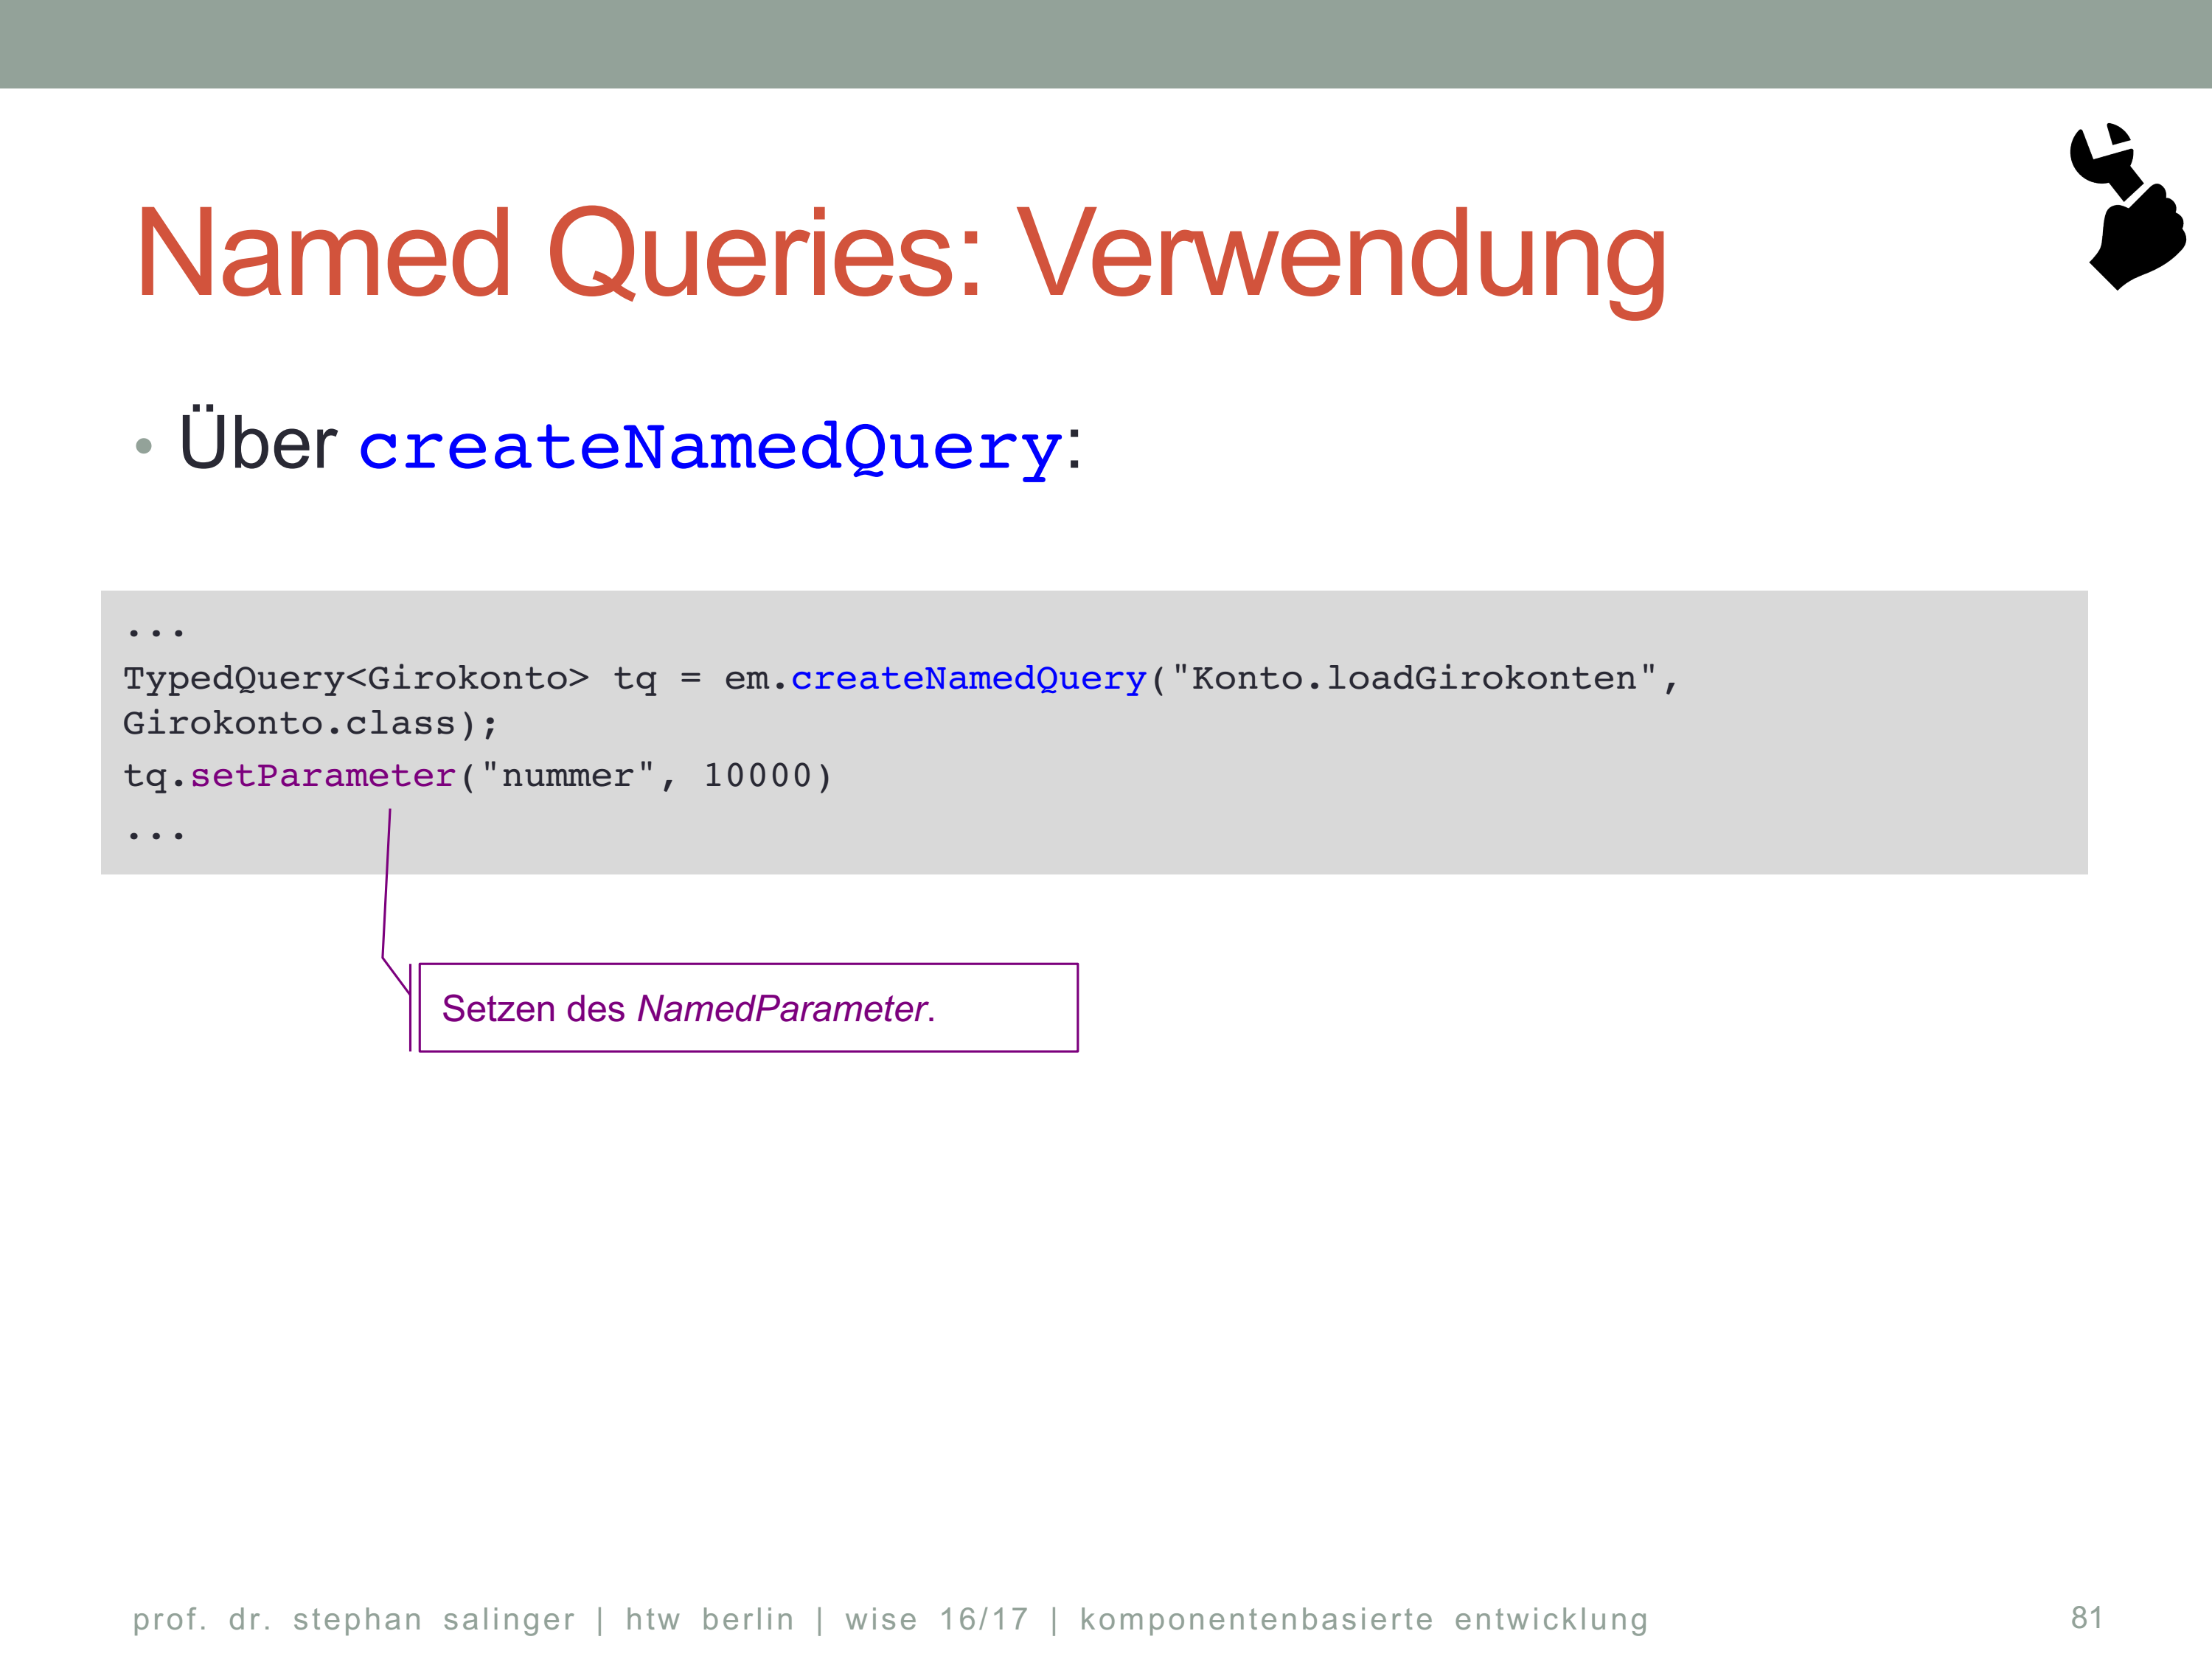 Named Queries: Verwendung
• Über createNamedQuery:
...
TypedQuery<Girokonto> tq = em.createNamedQuery("Konto.loadGirokonten",
Girokonto.class);
tq.setParameter("nummer", 10000)
...
Setzen des NamedParameter.
prof. dr. stephan salinger | htw berlin | wise 16/17 | komponentenbasierte entwicklung
81